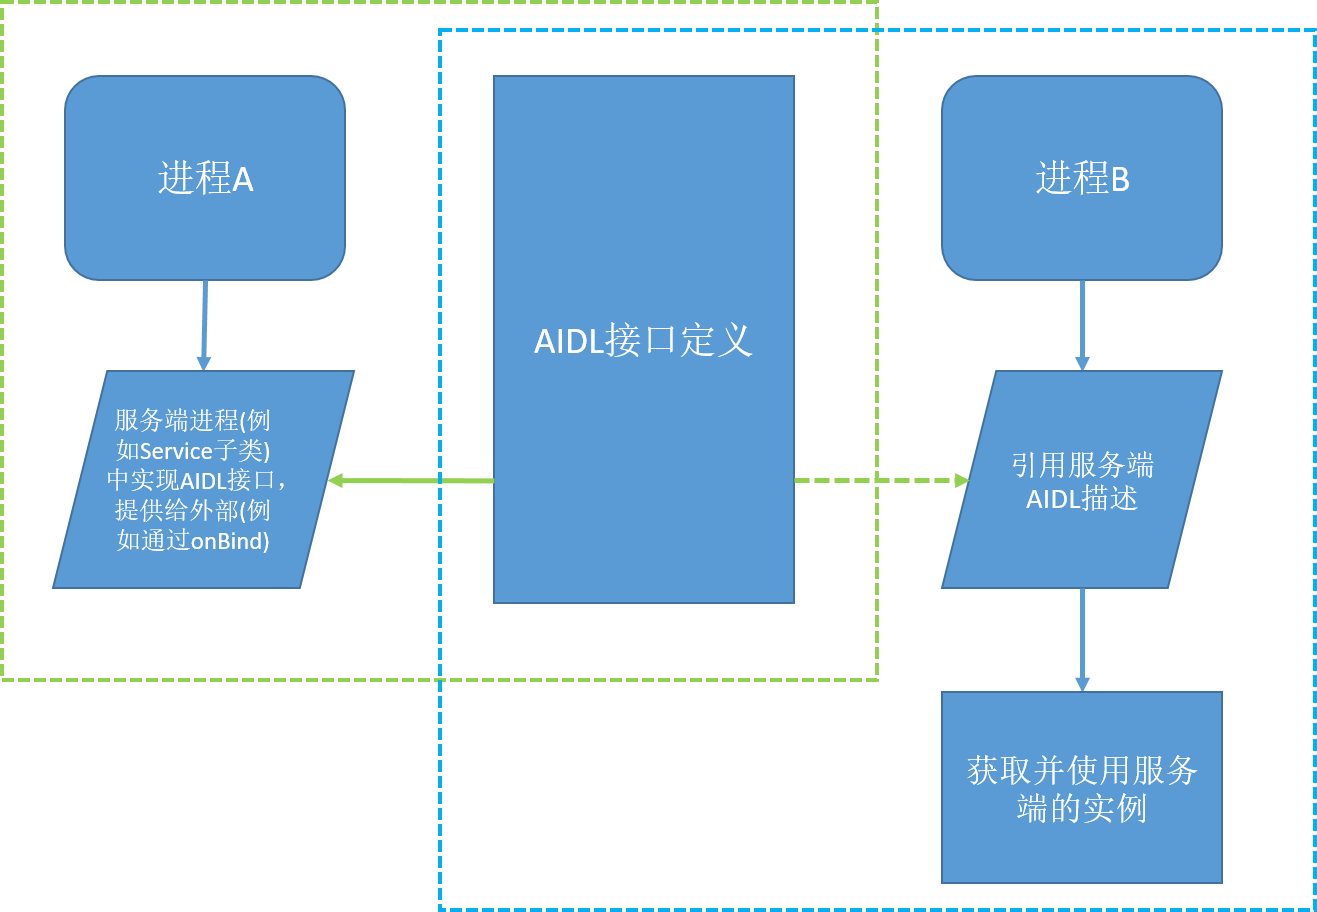 进程A
AIDL接口定义
进程B
服务端进程(例
如Service子类)
中实现AIDL接口，
提供给外部(例
如通过onBind)
引用服务端
AIDL描述
获取并使用服务
端的实例